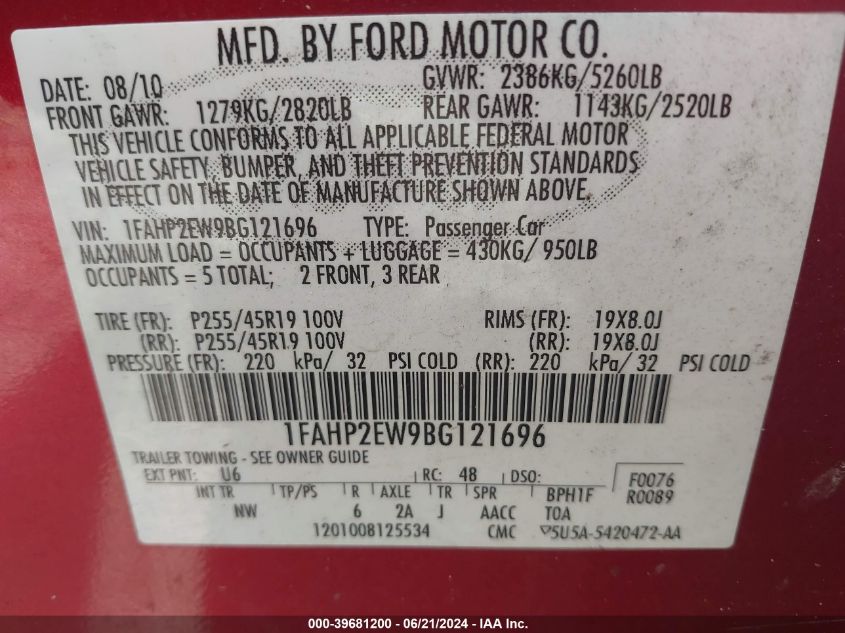 MFD. BY FORD MOTOR CO.
DATE: 08/10 GVWR: 2386KG/5260LB
FRONT GAWR: 1279KG/2820LB REAR GAWR: 1143KG/2520LB
THIS VEHICLE CONFORMS TO ALL APPLICABLE FEDERAL MOTOR
VEHICLE SAFETY, BUMPER, AND THEFT PREVENTION STANDARDS
IN EFFECT ON THE DATE OF MANUFACTURE SHOWN ABOVE.
VIN: 1FAHP2EW9BG121696 TYPE: Passenger Car
MAXIMUM LOAD = OCCUPANTS + LUGGAGE = 430KG/ 950LB
OCCUPANTS = 5 TOTAL; 2 FRONT, 3 REAR
TIRE (FR): P255/45R19 100V RIMS (FR): 19X8.0J
(RR): P255/45R19 100V (RR): 19X8.0J
PRESSURE (FR): 220 kPa/ 32 PSI COLD (RR): 220 kPa/ 32 PSI COLD
1FAHP2EW9BG121696
TRAILER TOWING - SEE OWNER GUIDE
EXT PNT: U6 RC: 48 DSO: F0076
INT TR TP/PS R AXLE TR SPR BPH1F R0089
NW 6 2A J AACC TOA
1201008125534 CMC 5U5A-5420472-AA
000-39681200 / 06/21/2024 - IAA Inc.